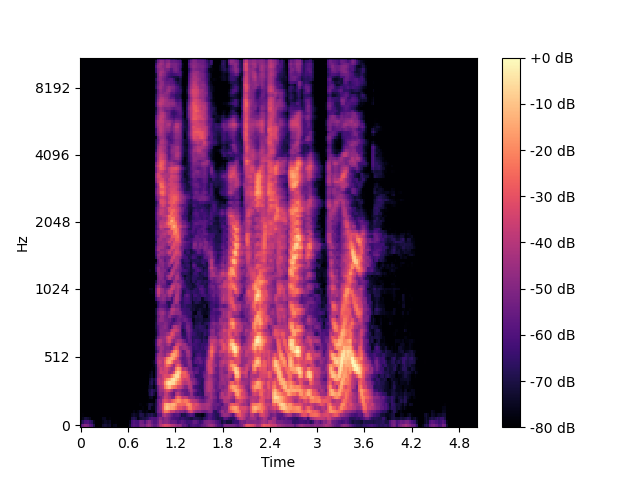 8192
4096
2048
1024
512
0
Hz
0 0.6 1.2 1.8 2.4 3 3.6 4.2 4.8
Time
+0 dB
-10 dB
-20 dB
-30 dB
-40 dB
-50 dB
-60 dB
-70 dB
-80 dB